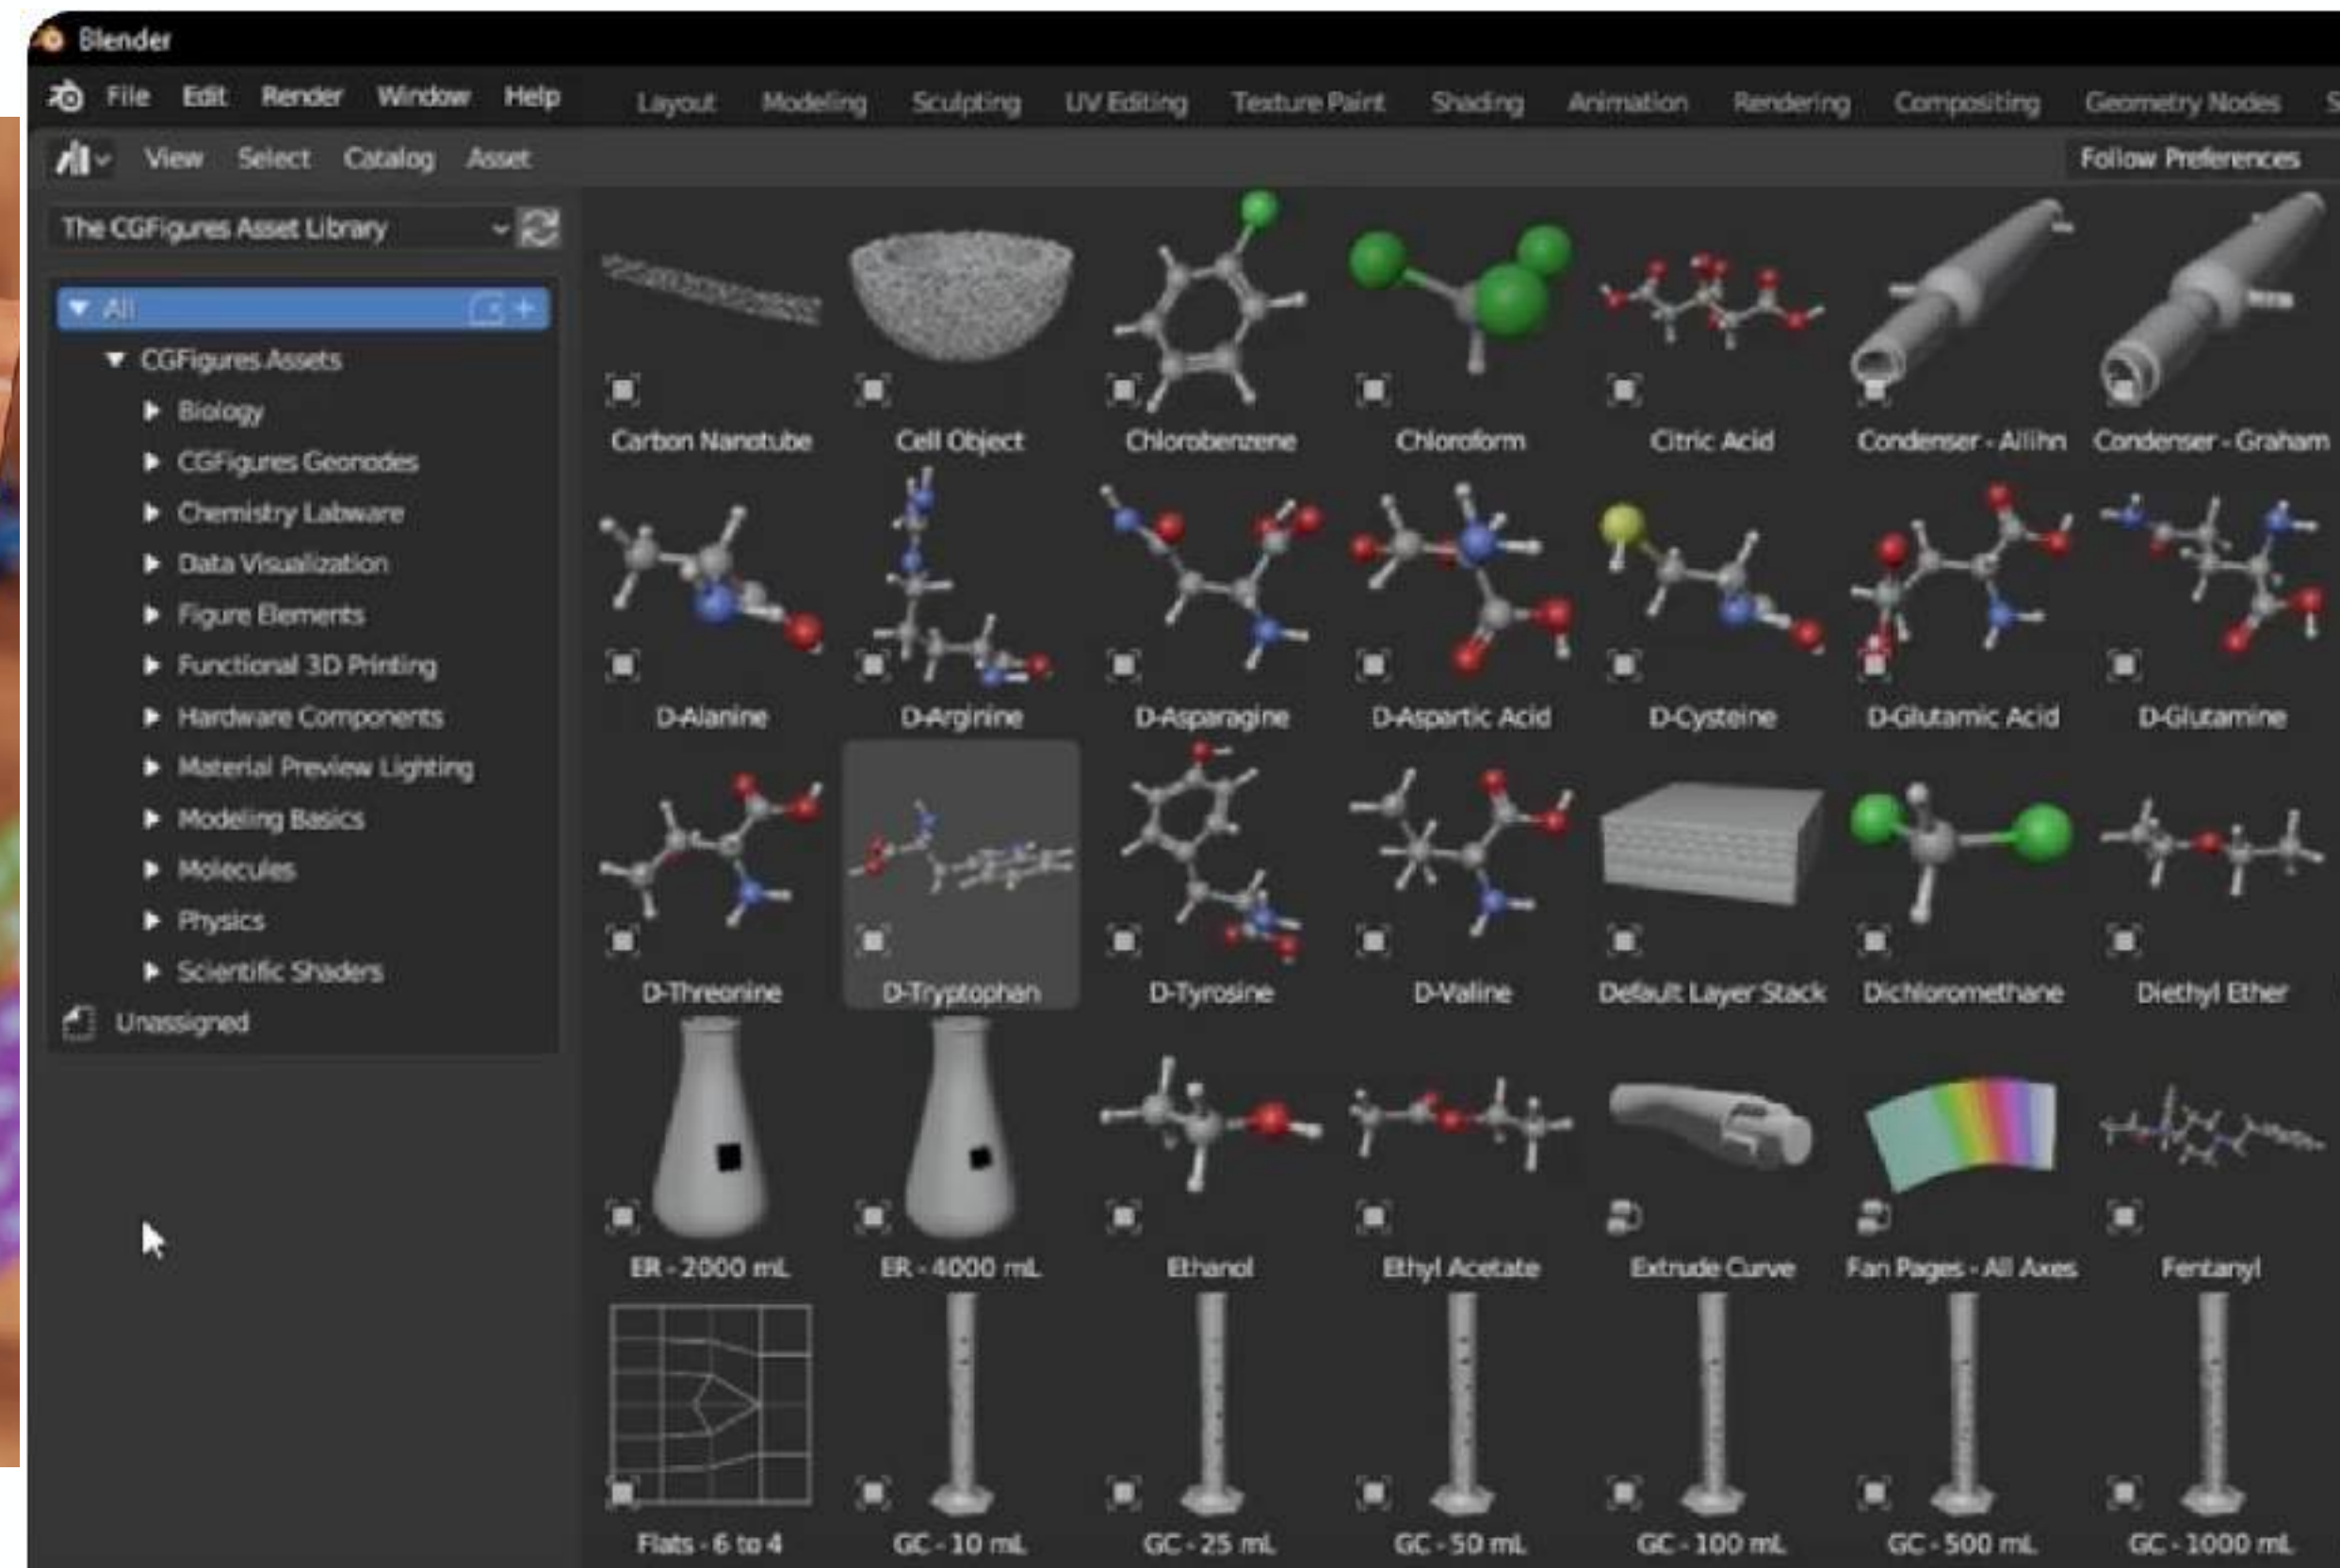 Blender
File Edit Render Window Help Layout Modeling Sculpting UV Editing Texture Paint Shading Animation Rendering Compositing Geometry Nodes
View Select Catalog Asset Follow Preferences
The CGFigures Asset Library
All
CGFigures Assets
Biology
CGFigures Geonodes
Chemistry Labware
Data Visualization
Figure Elements
Functional 3D Printing
Hardware Components
Material Preview Lighting
Modeling Basics
Molecules
Physics
Scientific Shaders
Unassigned
Carbon Nanotube Cell Object Chlorobenzene Chloroform Citric Acid Condenser - Allihn Condenser - Graham
D-Alanine D-Arginine D-Asparagine D-Aspartic Acid D-Cysteine D-Glutamic Acid D-Glutamine
D-Threonine D-Tryptophan D-Tyrosine D-Valine Default Layer Stack Dichloromethane Diethyl Ether
ER - 2000 mL ER - 4000 mL Ethanol Ethyl Acetate Extrude Curve Fan Pages - All Axes Fentanyl
Flats - 6 to 4 GC - 10 mL GC - 25 mL GC - 50 mL GC - 100 mL GC - 500 mL GC - 1000 mL